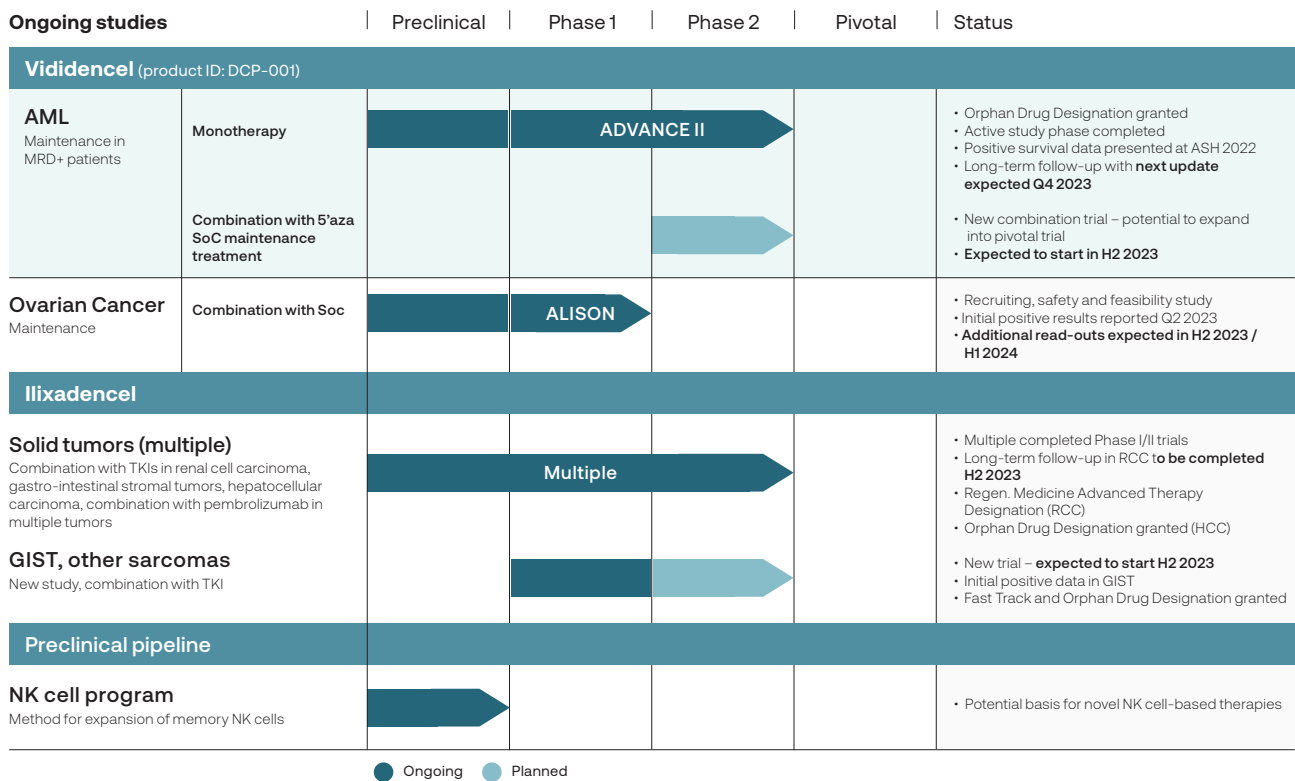 Ongoing studies | Preclinical | Phase 1 | Phase 2 | Pivotal | Status
Vididencel (product ID: DCP-001)
AML
Maintenance in
MRD+ patients
Monotherapy
ADVANCE II
• Orphan Drug Designation granted
• Active study phase completed
• Positive survival data presented at ASH 2022
• Long-term follow-up with next update
expected Q4 2023
Combination with 5'aza
SoC maintenance
treatment
• New combination trial – potential to expand
into pivotal trial
• Expected to start in H2 2023
Ovarian Cancer
Maintenance
Combination with Soc
ALISON
• Recruiting, safety and feasibility study
• Initial positive results reported Q2 2023
• Additional read-outs expected in H2 2023 /
H1 2024
Ilixadencel
Solid tumors (multiple)
Combination with TKIs in renal cell carcinoma,
gastro-intestinal stromal tumors, hepatocellular
carcinoma, combination with pembrolizumab in
multiple tumors
Multiple
• Multiple completed Phase I/II trials
• Long-term follow-up in RCC to be completed
H2 2023
• Regen. Medicine Advanced Therapy
Designation (RCC)
• Orphan Drug Designation granted (HCC)
GIST, other sarcomas
New study, combination with TKI
• New trial – expected to start H2 2023
• Initial positive data in GIST
• Fast Track and Orphan Drug Designation granted
Preclinical pipeline
NK cell program
Method for expansion of memory NK cells
• Potential basis for novel NK cell-based therapies
Ongoing
Planned